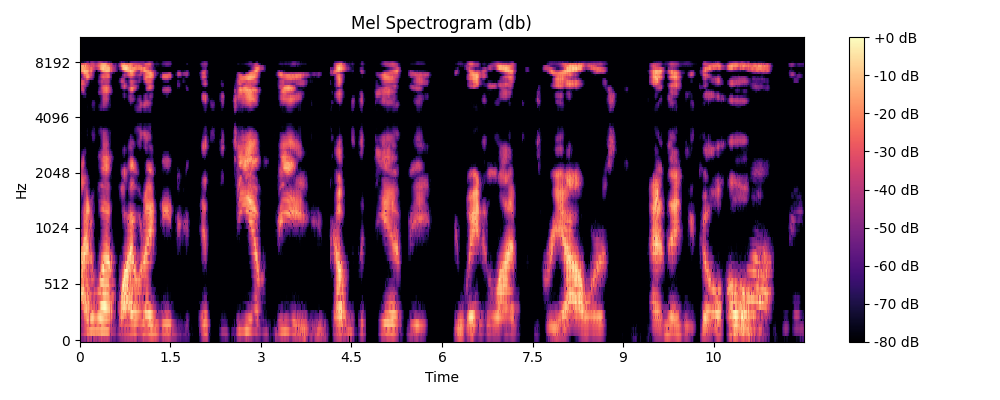 Mel Spectrogram (db)
8192
4096
2048
1024
512
0
Hz
0 1.5 3 4.5 6 7.5 9 10
Time
+0 dB
-10 dB
-20 dB
-30 dB
-40 dB
-50 dB
-60 dB
-70 dB
-80 dB